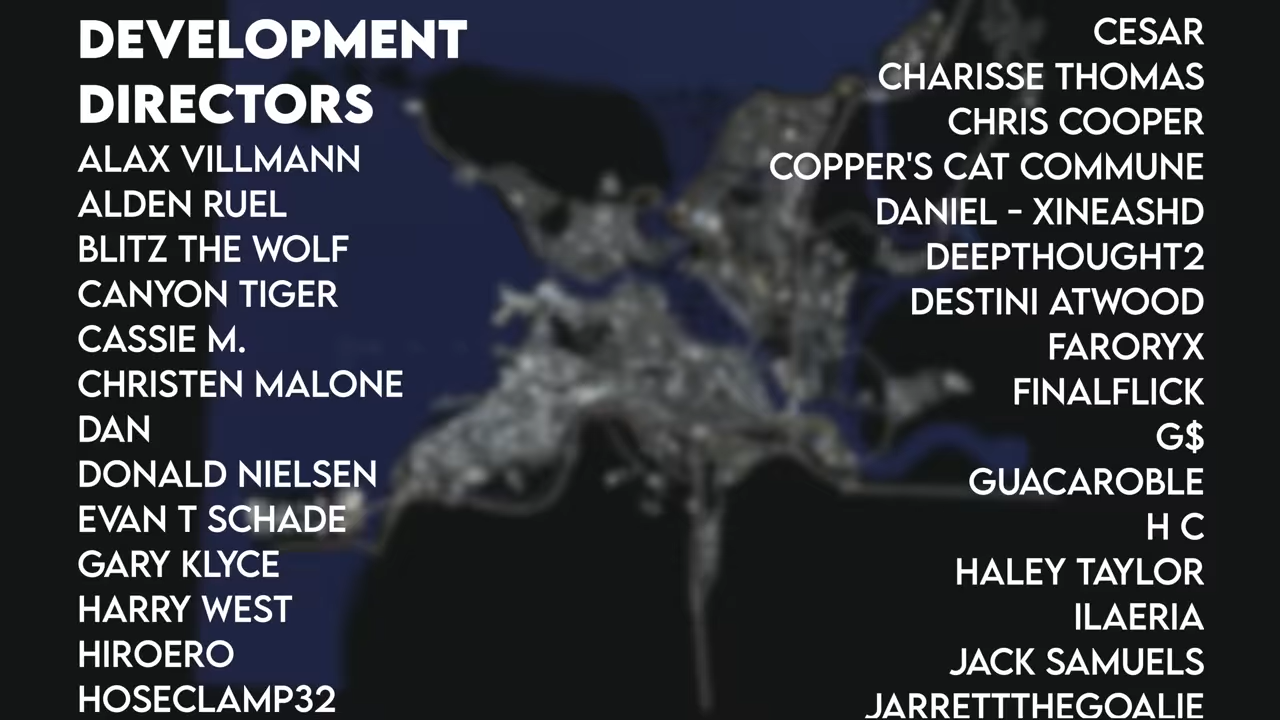 DEVELOPMENT
DIRECTORS
ALAX VILLMANN
ALDEN RUEL
BLITZ THE WOLF
CANYON TIGER
CASSIE M.
CHRISTEN MALONE
DAN
DONALD NIELSEN
EVAN T SCHADE
GARY KLYCE
HARRY WEST
HIROERO
HOSECLAMP32
CESAR
CHARISSE THOMAS
CHRIS COOPER
COPPER'S CAT COMMUNE
DANIEL - XINEASHD
DEEPTHOUGHT2
DESTINI ATWOOD
FARORYX
FINALFLICK
G$
GUACAROBLE
H C
HALEY TAYLOR
ILAERIA
JACK SAMUELS
JARRETTTHEGOALIE